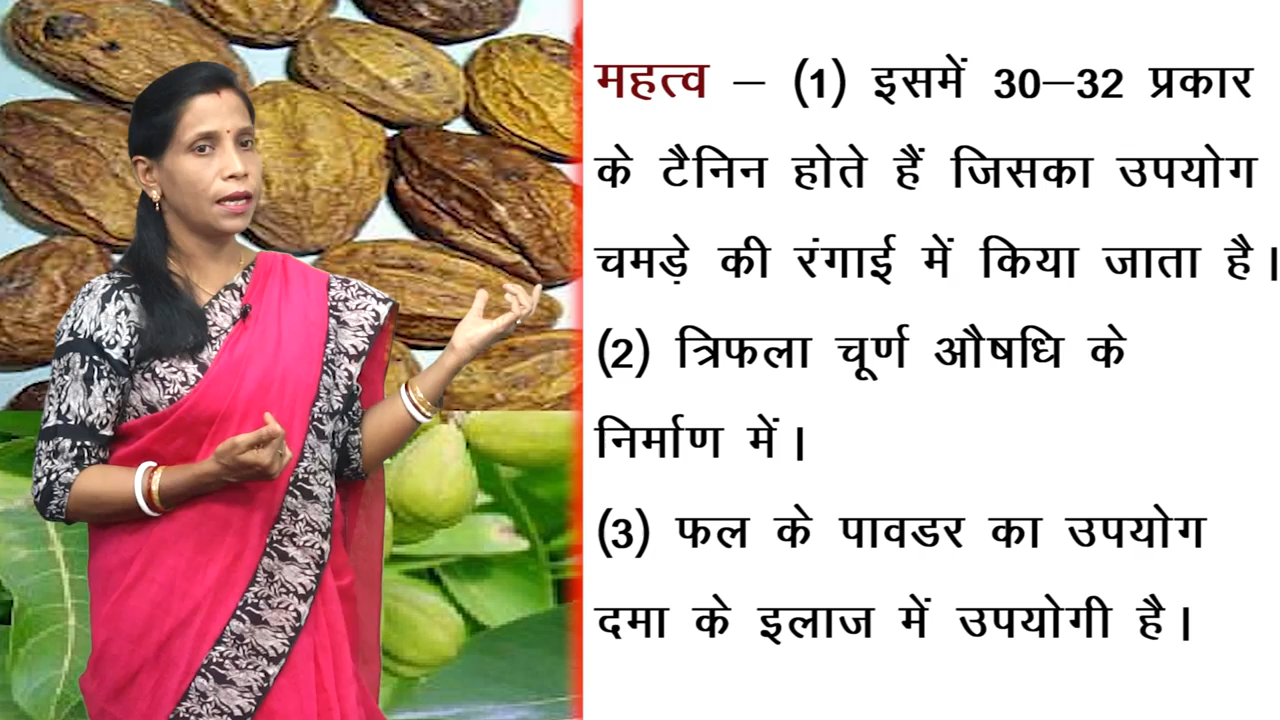 महत्व – (1) इसमें 30–32 प्रकार
के टैनिन होते हैं जिसका उपयोग
चमड़े की रंगाई में किया जाता है।
(2) त्रिफला चूर्ण औषधि के
निर्माण में।
(3) फल के पावडर का उपयोग
दमा के इलाज में उपयोगी है।